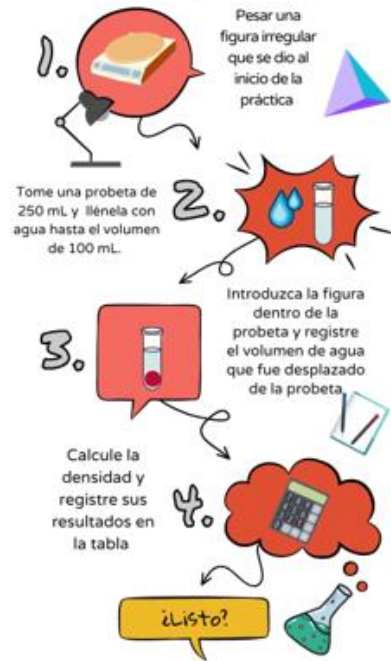 1.
Pesar una
figura irregular
que se dio al
inicio de la
práctica
Tome una probeta de
250 mL y llénela con
agua hasta el volumen
de 100 mL.
2.
3.
Introduzca la figura
dentro de la
probeta y registre
el volumen de agua
que fue desplazado
de la probeta
Calcule la
densidad y
registre sus
resultados en
la tabla
4.
¿Listo?